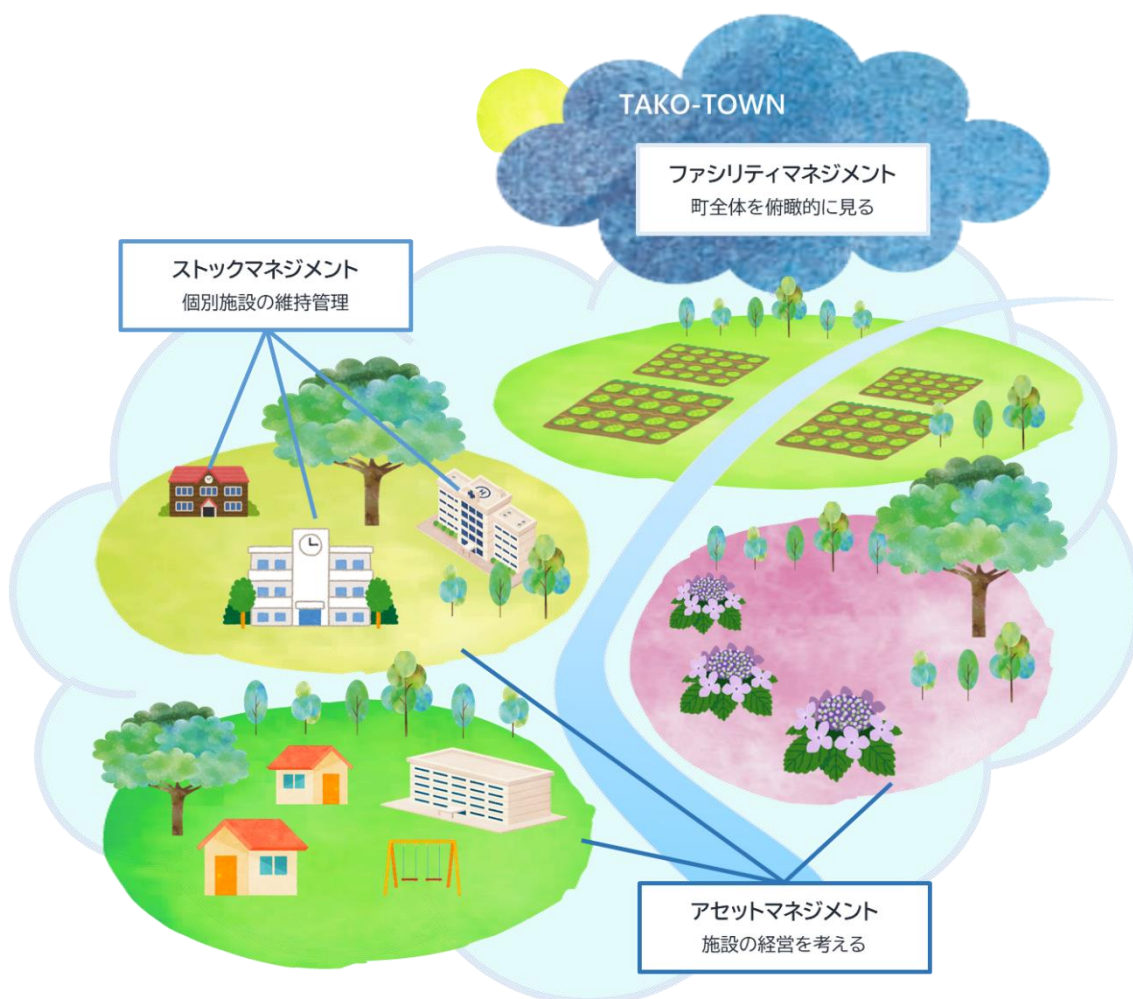 TAKO-TOWN
ファシリティマネジメント
町全体を俯瞰的に見る
ストックマネジメント
個別施設の維持管理
アセットマネジメント
施設の経営を考える